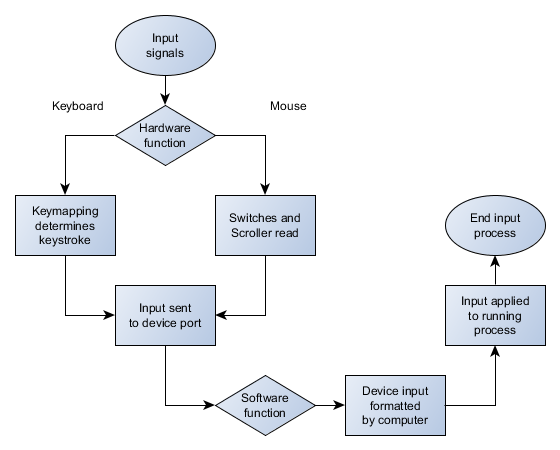 Input
signals
Keyboard
Mouse
Hardware
function
Keymapping
determines
keystroke
Switches and
Scroller read
Input sent
to device port
Software
function
Device input
formatted
by computer
Input applied
to running
process
End input
process